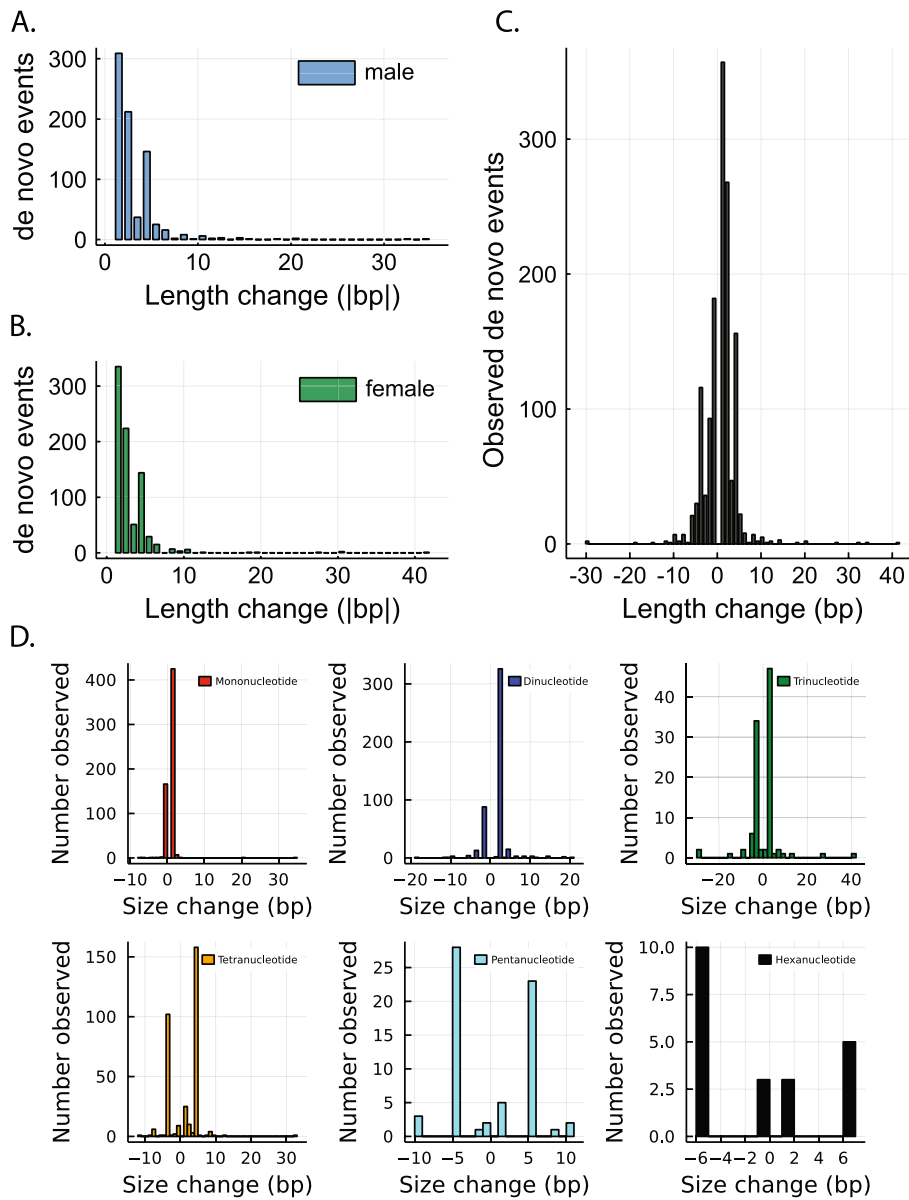 A.
300
200
100
0
de novo events
male
0 10 20 30
Length change (|bp|)
B.
300
200
100
0
de novo events
female
0 10 20 30 40
Length change (|bp|)
C.
300
200
100
0
Observed de novo events
-30 -20 -10 0 10 20 30 40
Length change (bp)
D.
Number observed
400
300
200
100
0
Mononucleotide
−10 0 10 20 30
Size change (bp)
Number observed
300
200
100
0
Dinucleotide
−20 −10 0 10 20
Size change (bp)
Number observed
40
30
20
10
0
Trinucleotide
−20 0 20 40
Size change (bp)
Number observed
150
100
50
0
Tetranucleotide
−10 0 10 20 30
Size change (bp)
Number observed
25
20
15
10
5
0
Pentanucleotide
−10 −5 0 5 10
Size change (bp)
Number observed
10.0
7.5
5.0
2.5
0.0
Hexanucleotide
−6 −4 −2 0 2 4 6
Size change (bp)